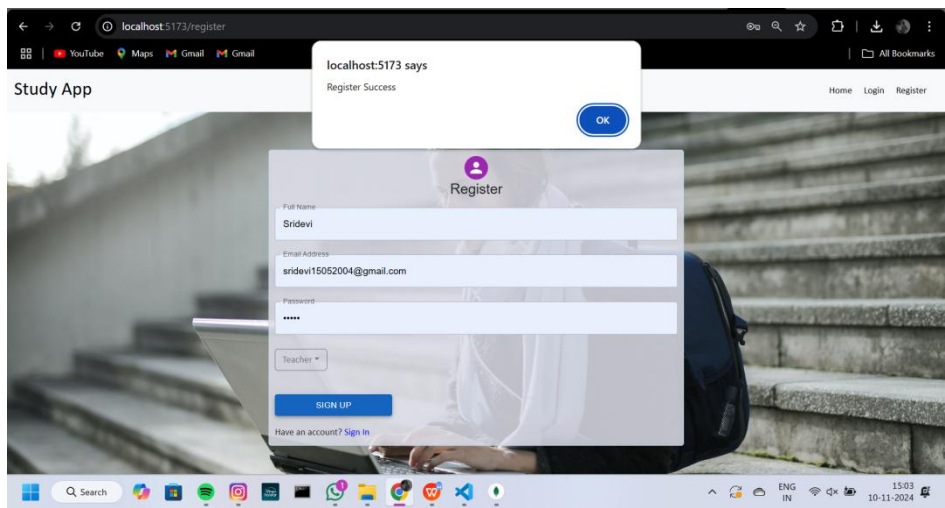 localhost:5173/register
YouTube Maps Gmail Gmail
All Bookmarks
localhost:5173 says
Register Success
OK
Study App
Home Login Register
Register
Full Name
Sridevi
Email Address
sridevi15052004@gmail.com
Password
•••••
Teacher
SIGN UP
Have an account? Sign In
Search
ENG
IN
15:03
10-11-2024